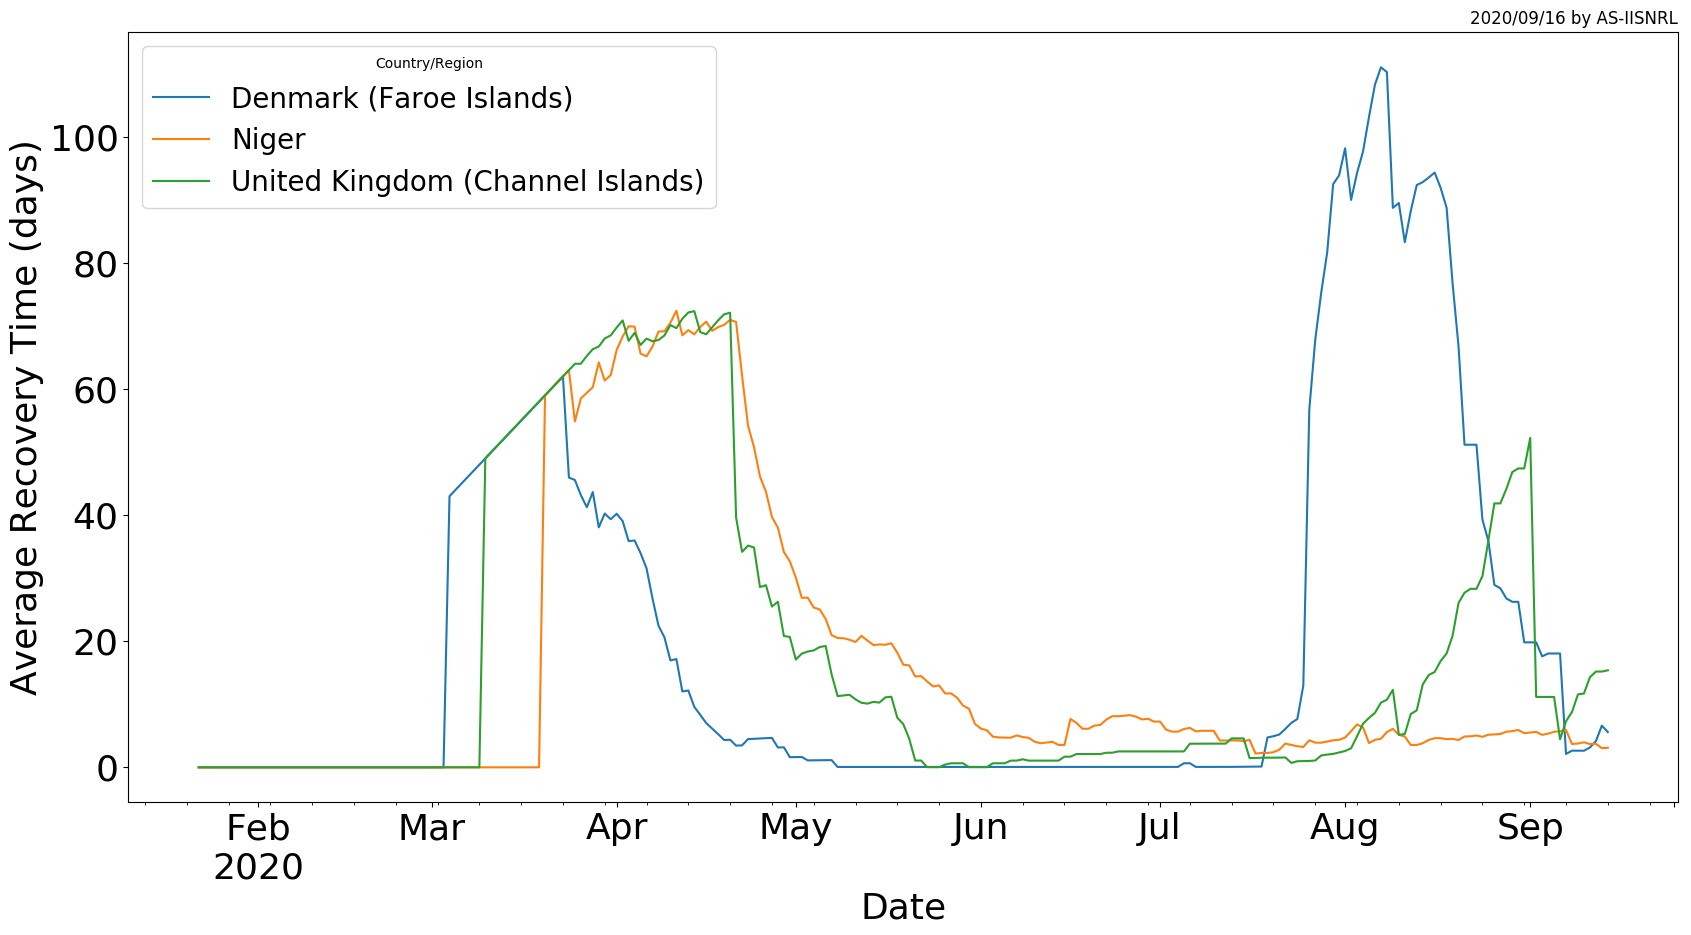 2020/09/16 by AS-IISNRL
Country/Region
Denmark (Faroe Islands)
Niger
United Kingdom (Channel Islands)
Average Recovery Time (days)
100
80
60
40
20
0
Feb Mar Apr May Jun Jul Aug Sep
2020
Date